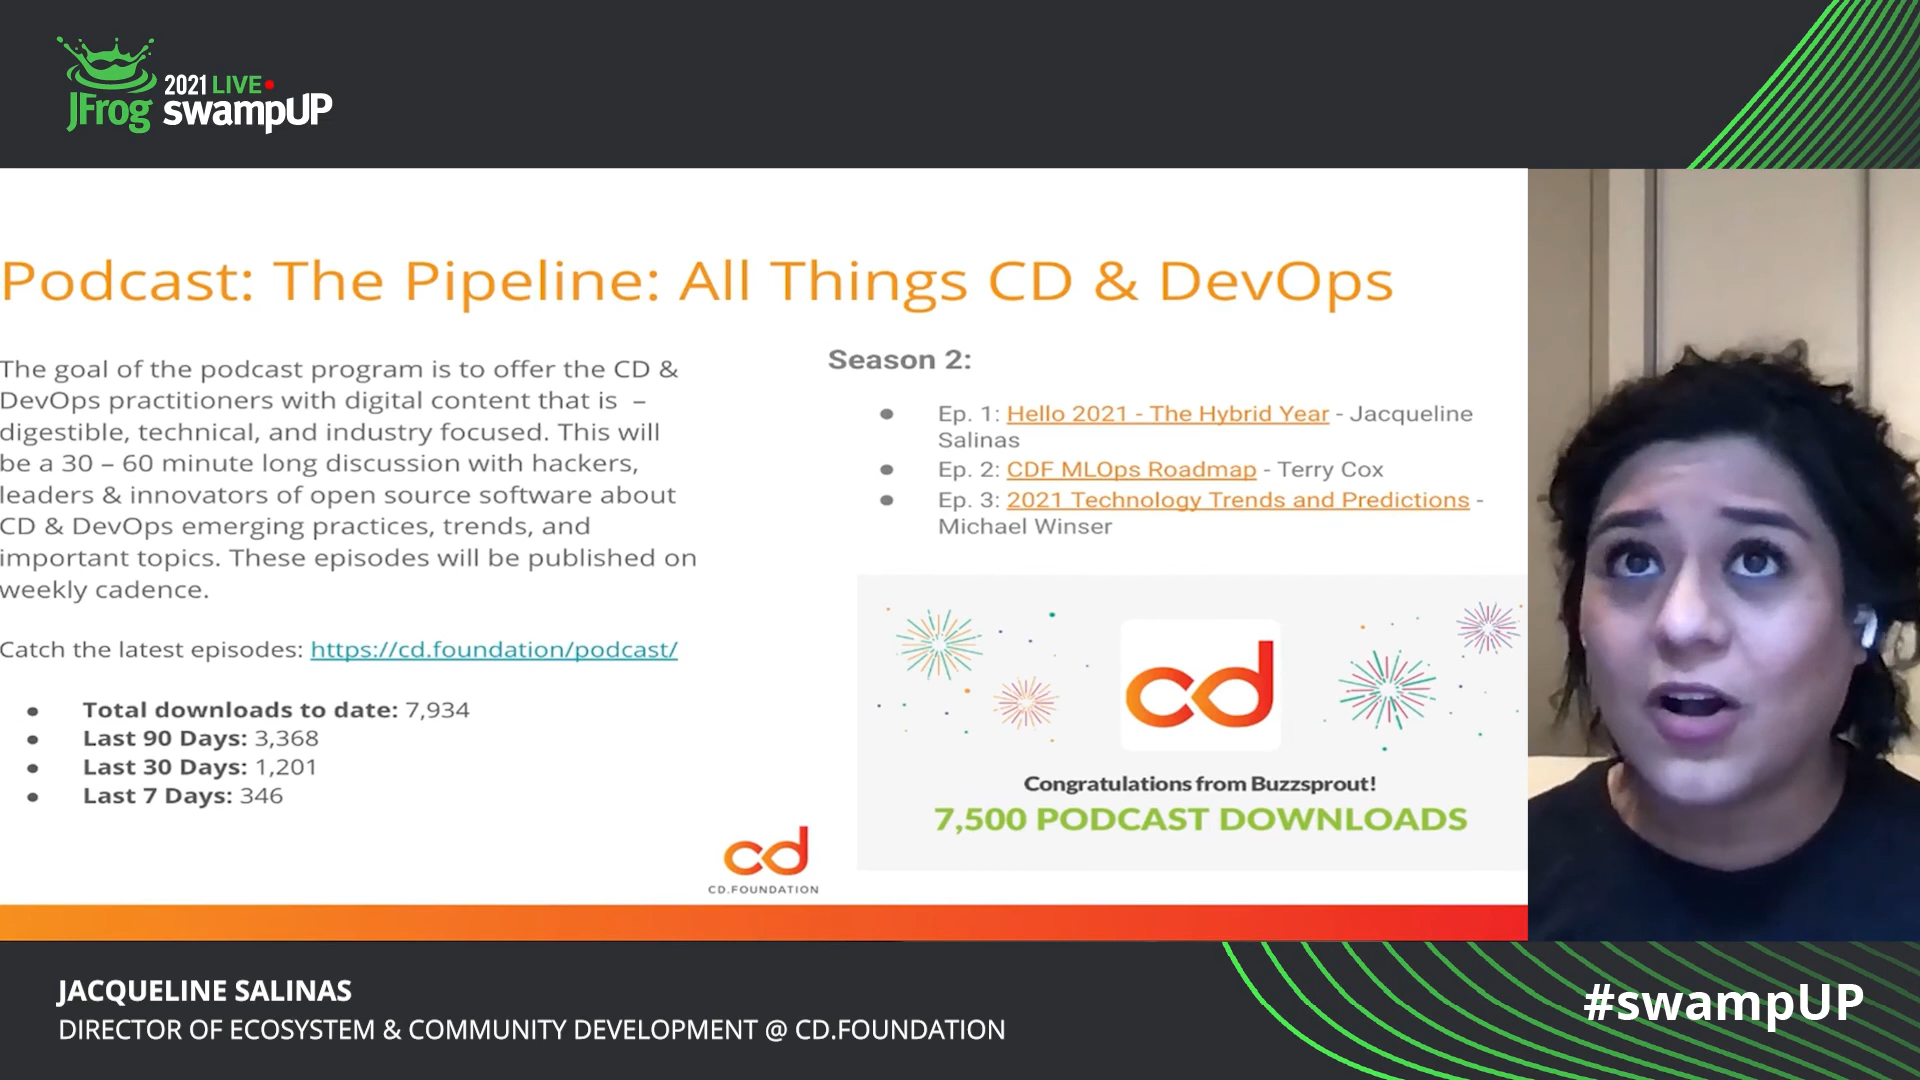 2021 LIVE
JFrog swampUP
Podcast: The Pipeline: All Things CD & DevOps
The goal of the podcast program is to offer the CD &
DevOps practitioners with digital content that is –
digestible, technical, and industry focused. This will
be a 30 – 60 minute long discussion with hackers,
leaders & innovators of open source software about
CD & DevOps emerging practices, trends, and
important topics. These episodes will be published on
weekly cadence.
Catch the latest episodes: https://cd.foundation/podcast/
● Total downloads to date: 7,934
● Last 90 Days: 3,368
● Last 30 Days: 1,201
● Last 7 Days: 346
Season 2:
● Ep. 1: Hello 2021 - The Hybrid Year - Jacqueline
Salinas
● Ep. 2: CDF MLOps Roadmap - Terry Cox
● Ep. 3: 2021 Technology Trends and Predictions -
Michael Winser
cd
Congratulations from Buzzsprout!
7,500 PODCAST DOWNLOADS
cd
CD.FOUNDATION
JACQUELINE SALINAS
DIRECTOR OF ECOSYSTEM & COMMUNITY DEVELOPMENT @ CD.FOUNDATION
#swampUP